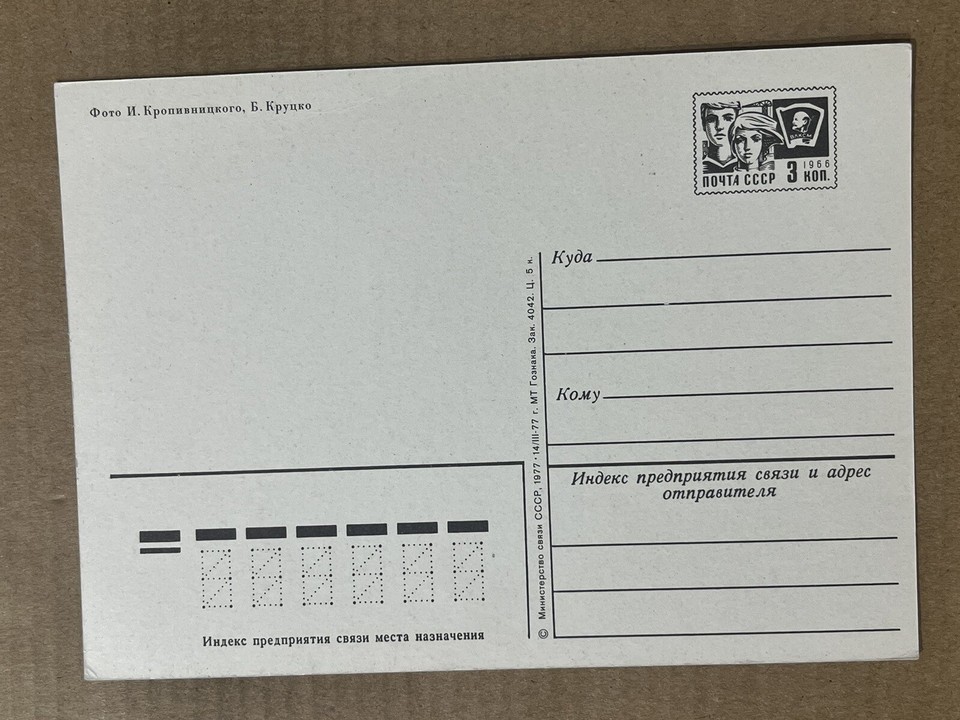 Фото И. Кропивницкого, Б. Круцко
ВЛКСМ
1966
ПОЧТА СССР 3 КОП.
Куда
Кому
Индекс предприятия связи и адрес
отправителя
© Министерство связи СССР, 1977 · 14/III-77 г. МТ Гознака. Зак. 4042. Ц. 5 к.
Индекс предприятия связи места назначения